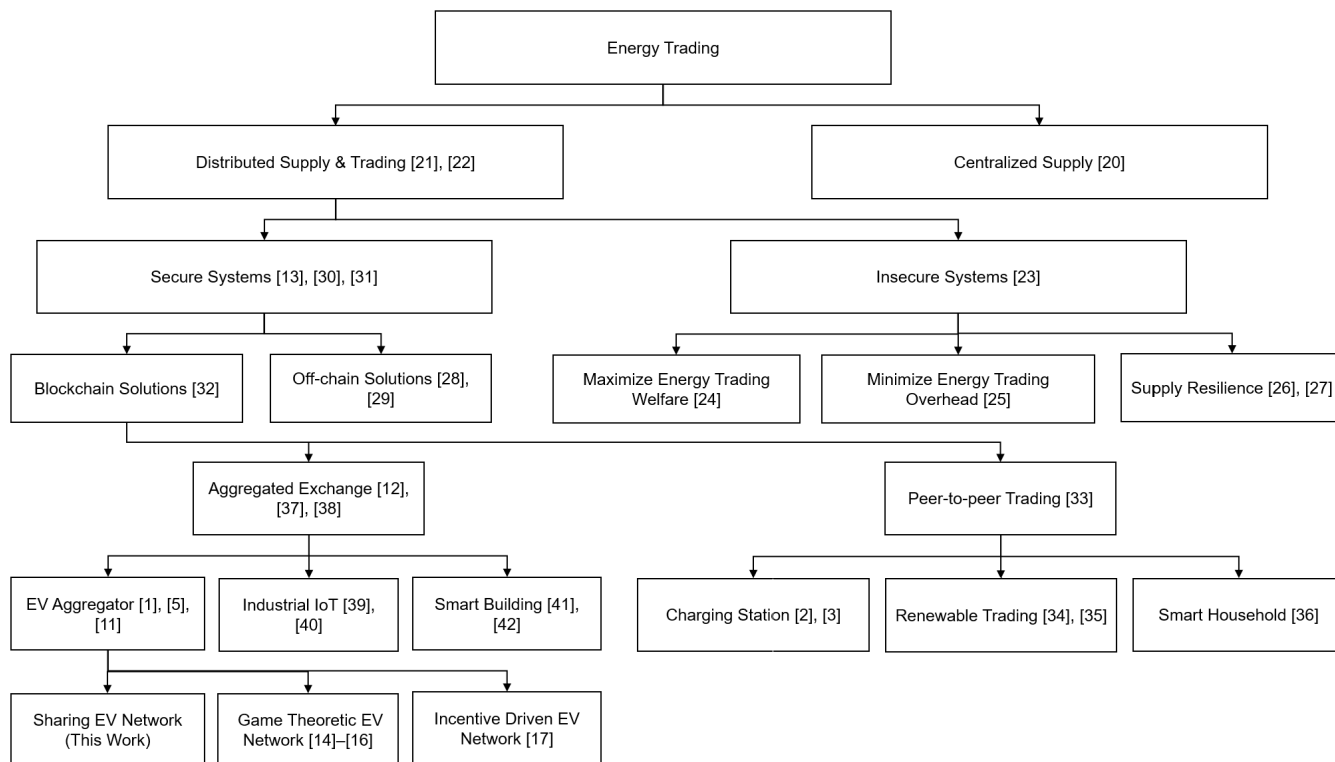 Energy Trading
Distributed Supply & Trading [21], [22]
Centralized Supply [20]
Secure Systems [13], [30], [31]
Insecure Systems [23]
Blockchain Solutions [32]
Off-chain Solutions [28],
[29]
Maximize Energy Trading
Welfare [24]
Minimize Energy Trading
Overhead [25]
Supply Resilience [26], [27]
Aggregated Exchange [12],
[37], [38]
Peer-to-peer Trading [33]
EV Aggregator [1], [5],
[11]
Industrial IoT [39],
[40]
Smart Building [41],
[42]
Charging Station [2], [3]
Renewable Trading [34], [35]
Smart Household [36]
Sharing EV Network
(This Work)
Game Theoretic EV
Network [14]–[16]
Incentive Driven EV
Network [17]